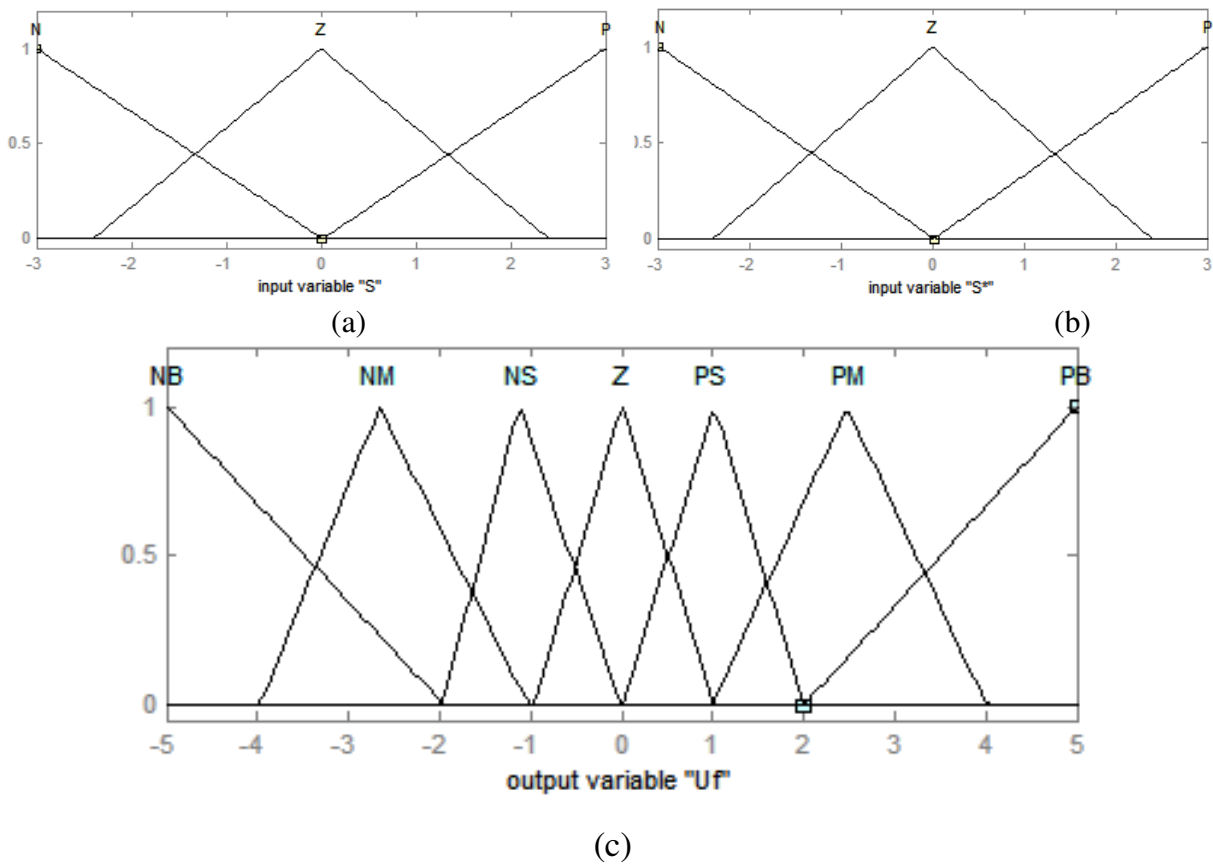 N Z P
1
0.5
0
-3 -2 -1 0 1 2 3
input variable "S"
(a)
N Z P
1
0.5
0
-3 -2 -1 0 1 2 3
input variable "S*"
(b)
NB NM NS Z PS PM PB
1
0.5
0
-5 -4 -3 -2 -1 0 1 2 3 4 5
output variable "Uf"
(c)